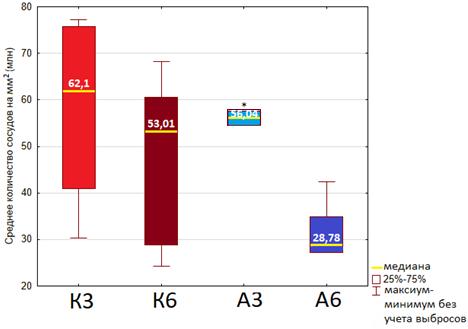 Среднее количество сосудов на мм² (млн)
80
70
60
50
40
30
20
62,1
53,01
*
56,04
28,78
К3
К6
А3
А6
медиана
25%-75%
максиум-
минимум без
учета выбросов